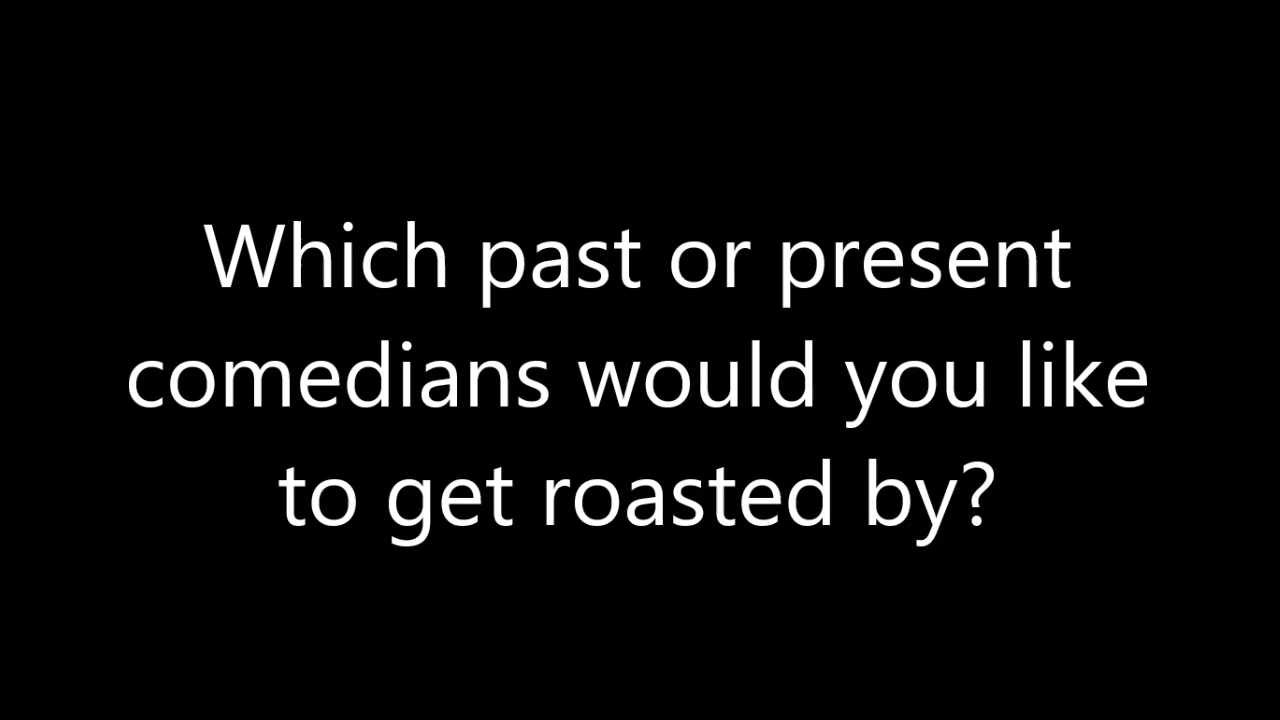 Which past or present
comedians would you like
to get roasted by?